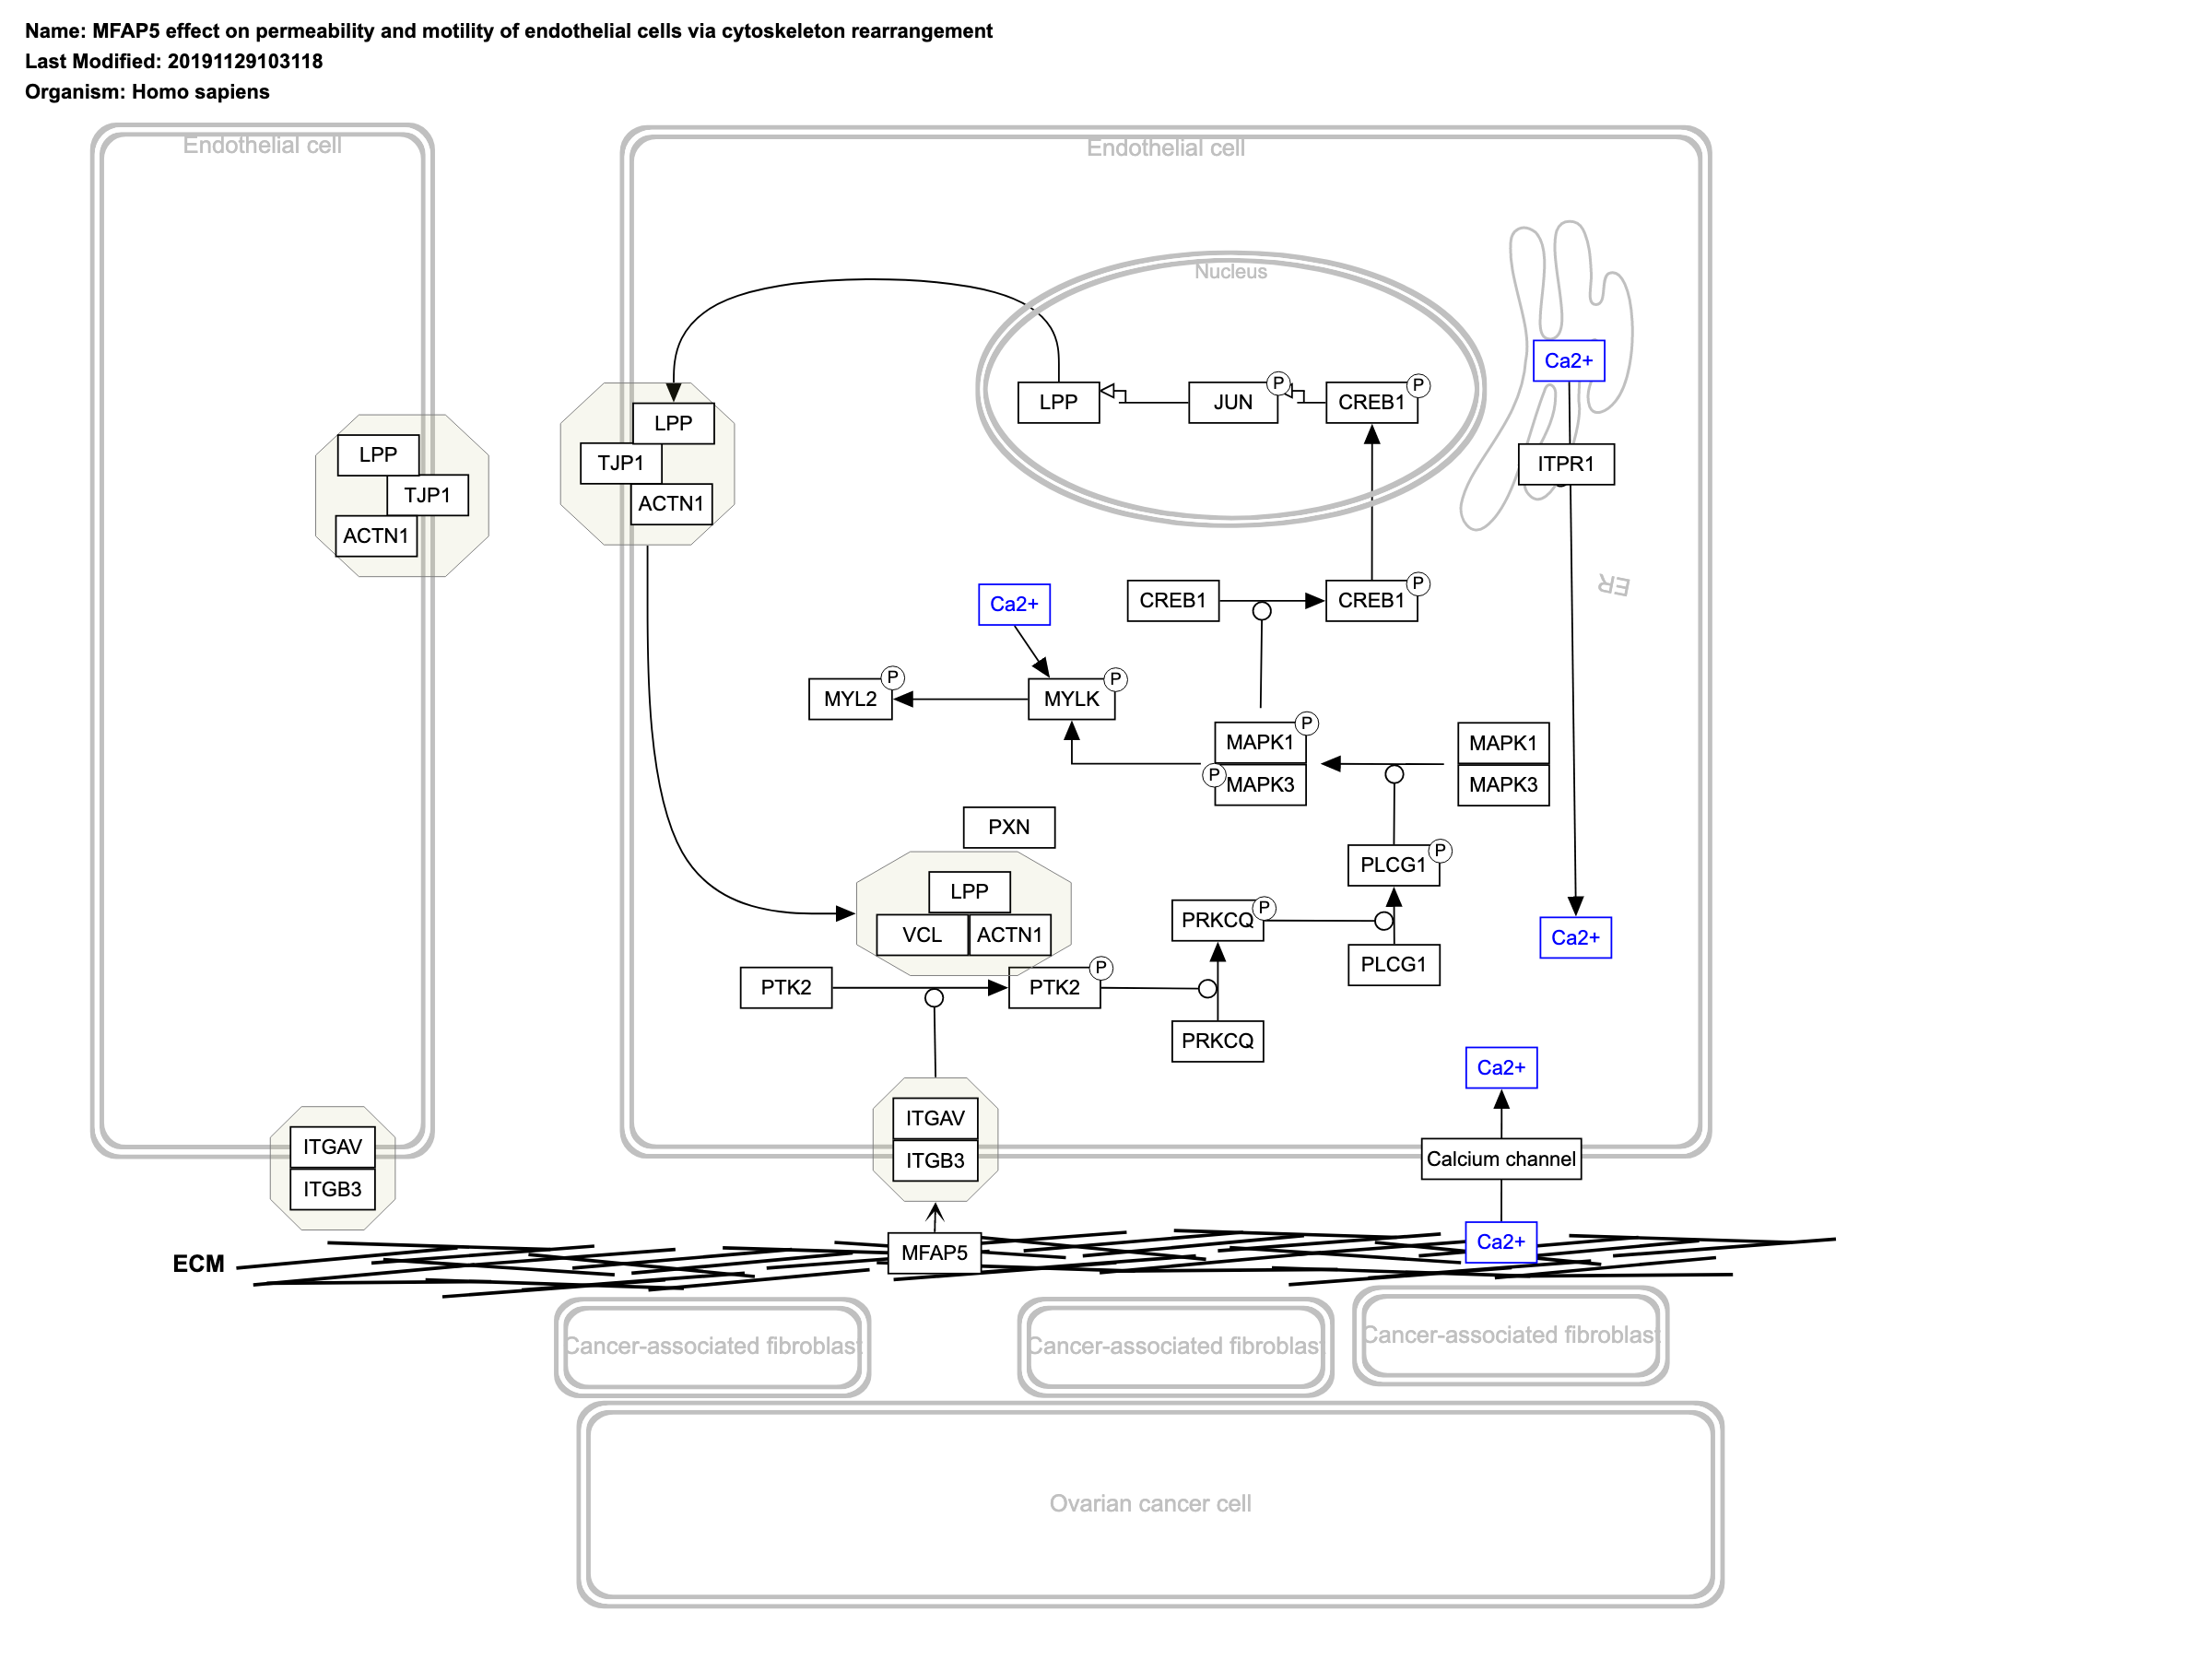 Name: MFAP5 effect on permeability and motility of endothelial cells via cytoskeleton rearrangement
Last Modified: 20191129103118
Organism: Homo sapiens
Endothelial cell
Endothelial cell
Nucleus
Ca2+
LPP
JUN
P
CREB1
P
LPP
TJP1
ACTN1
LPP
TJP1
ACTN1
ITPR1
ER
Ca2+
CREB1
CREB1
P
MYL2
P
MYLK
P
MAPK1
P
MAPK3
P
MAPK1
MAPK3
PXN
PLCG1
P
LPP
VCL
ACTN1
PRKCQ
P
Ca2+
PLCG1
PTK2
PTK2
P
PRKCQ
Ca2+
ITGAV
ITGB3
ITGAV
ITGB3
Calcium channel
ECM
MFAP5
Ca2+
Cancer-associated fibroblast
Cancer-associated fibroblast
Cancer-associated fibroblast
Ovarian cancer cell